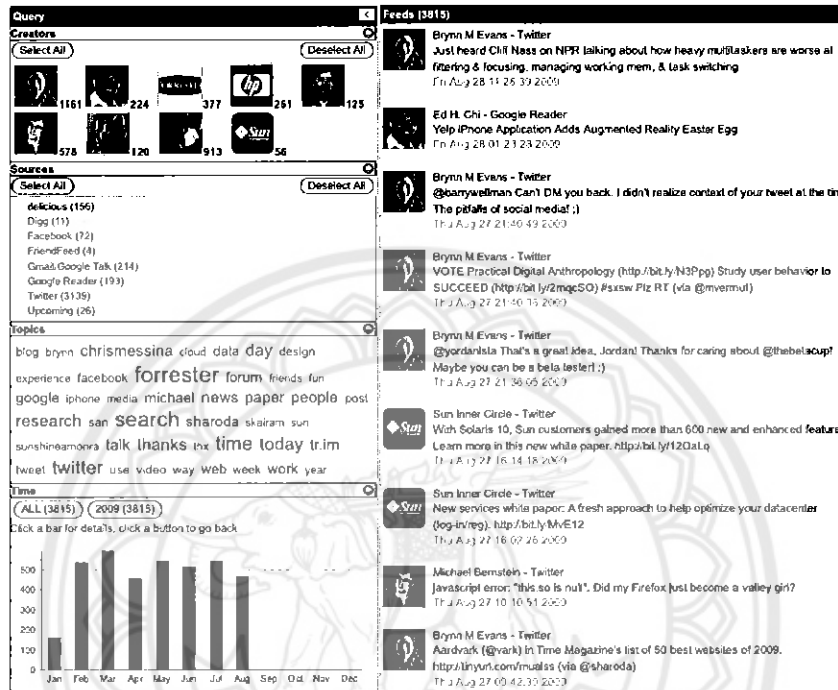 Query
<
Creators
Select All
Deselect All
1161
224
377
hp
261
125
578
120
913
Sun
56
Sources
Select All
Deselect All
delicious (156)
Digg (11)
Facebook (72)
FriendFeed (4)
Gmail/Google Talk (214)
Google Reader (193)
Twitter (3139)
Upcoming (26)
Topics
blog brynn chrismessina cloud data day design
experience facebook forrester forum friends fun
google iphone media michael news paper people post
research san search sharoda skairam sun
sunshineamonra talk thanks thx time today tr.im
tweet twitter use video way web week work year
Time
ALL (3815)
2009 (3815)
Click a bar for details, click a button to go back
500
400
300
200
100
0
Jan Feb Mar Apr May Jun Jul Aug Sep Oct Nov Dec
Feeds (3815)
Brynn M Evans - Twitter
Just heard Cliff Nass on NPR talking about how heavy multitaskers are worse at
filtering & focusing, managing working mem, & task switching
Fri Aug 28 11:26:39 2009
Ed H. Chi - Google Reader
Yelp iPhone Application Adds Augmented Reality Easter Egg
Fri Aug 28 01:23:28 2009
Brynn M Evans - Twitter
@barrywellman Can't DM you back. I didn't realize context of your tweet at the tim
The pitfalls of social media! ;)
Thu Aug 27 21:40:49 2009
Brynn M Evans - Twitter
VOTE Practical Digital Anthropology (http://bit.ly/N3Ppg) Study user behavior to
SUCCEED (http://bit.ly/2mqcSO) #sxsw Plz RT (via @mvermut)
Thu Aug 27 21:40:16 2009
Brynn M Evans - Twitter
@yordanisla That's a great idea, Jordan! Thanks for caring about @thebetacup!
Maybe you can be a beta tester! :)
Thu Aug 27 21:36:05 2009
Sun Inner Circle - Twitter
With Solaris 10, Sun customers gained more than 600 new and enhanced feature
Learn more in this new white paper. http://bit.ly/12OaLq
Thu Aug 27 16:14:18 2009
Sun Inner Circle - Twitter
New services white paper: A fresh approach to help optimize your datacenter
(log-in/reg). http://bit.ly/MvE12
Thu Aug 27 16:02:26 2009
Michael Bernstein - Twitter
Javascript error: "this so is null". Did my Firefox just become a valley girl?
Thu Aug 27 10:10:51 2009
Brynn M Evans - Twitter
Aardvark (@vark) in Time Magazine's list of 50 best websites of 2009.
http://tinyurl.com/mualss (via @sharoda)
Thu Aug 27 09:42:39 2009